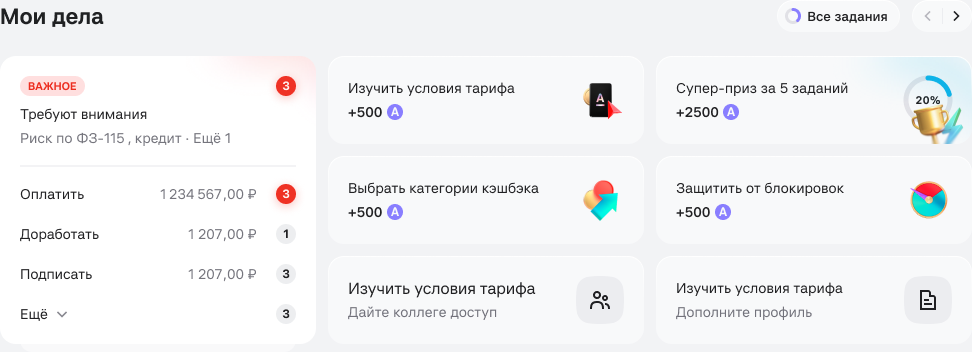 Мои дела
Все задания
ВАЖНОЕ
3
Требуют внимания
Риск по ФЗ-115 , кредит · Ещё 1
Оплатить 1 234 567,00 ₽ 3
Доработать 1 207,00 ₽ 1
Подписать 1 207,00 ₽ 3
Ещё 3
Изучить условия тарифа
+500 A
A
Супер-приз за 5 заданий
+2500 A
20%
Выбрать категории кэшбэка
+500 A
Защитить от блокировок
+500 A
Изучить условия тарифа
Дайте коллеге доступ
Изучить условия тарифа
Дополните профиль